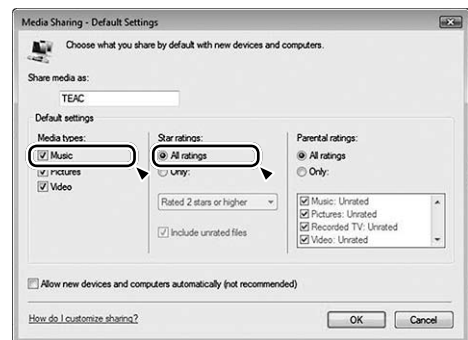 Media Sharing - Default Settings
Choose what you share by default with new devices and computers.
Share media as:
TEAC
Default settings
Media types:
Music
Pictures
Video
Star ratings:
All ratings
Only:
Rated 2 stars or higher
Include unrated files
Parental ratings:
All ratings
Only:
Music: Unrated
Pictures: Unrated
Recorded TV: Unrated
Video: Unrated
Allow new devices and computers automatically (not recommended)
How do I customize sharing?
OK
Cancel